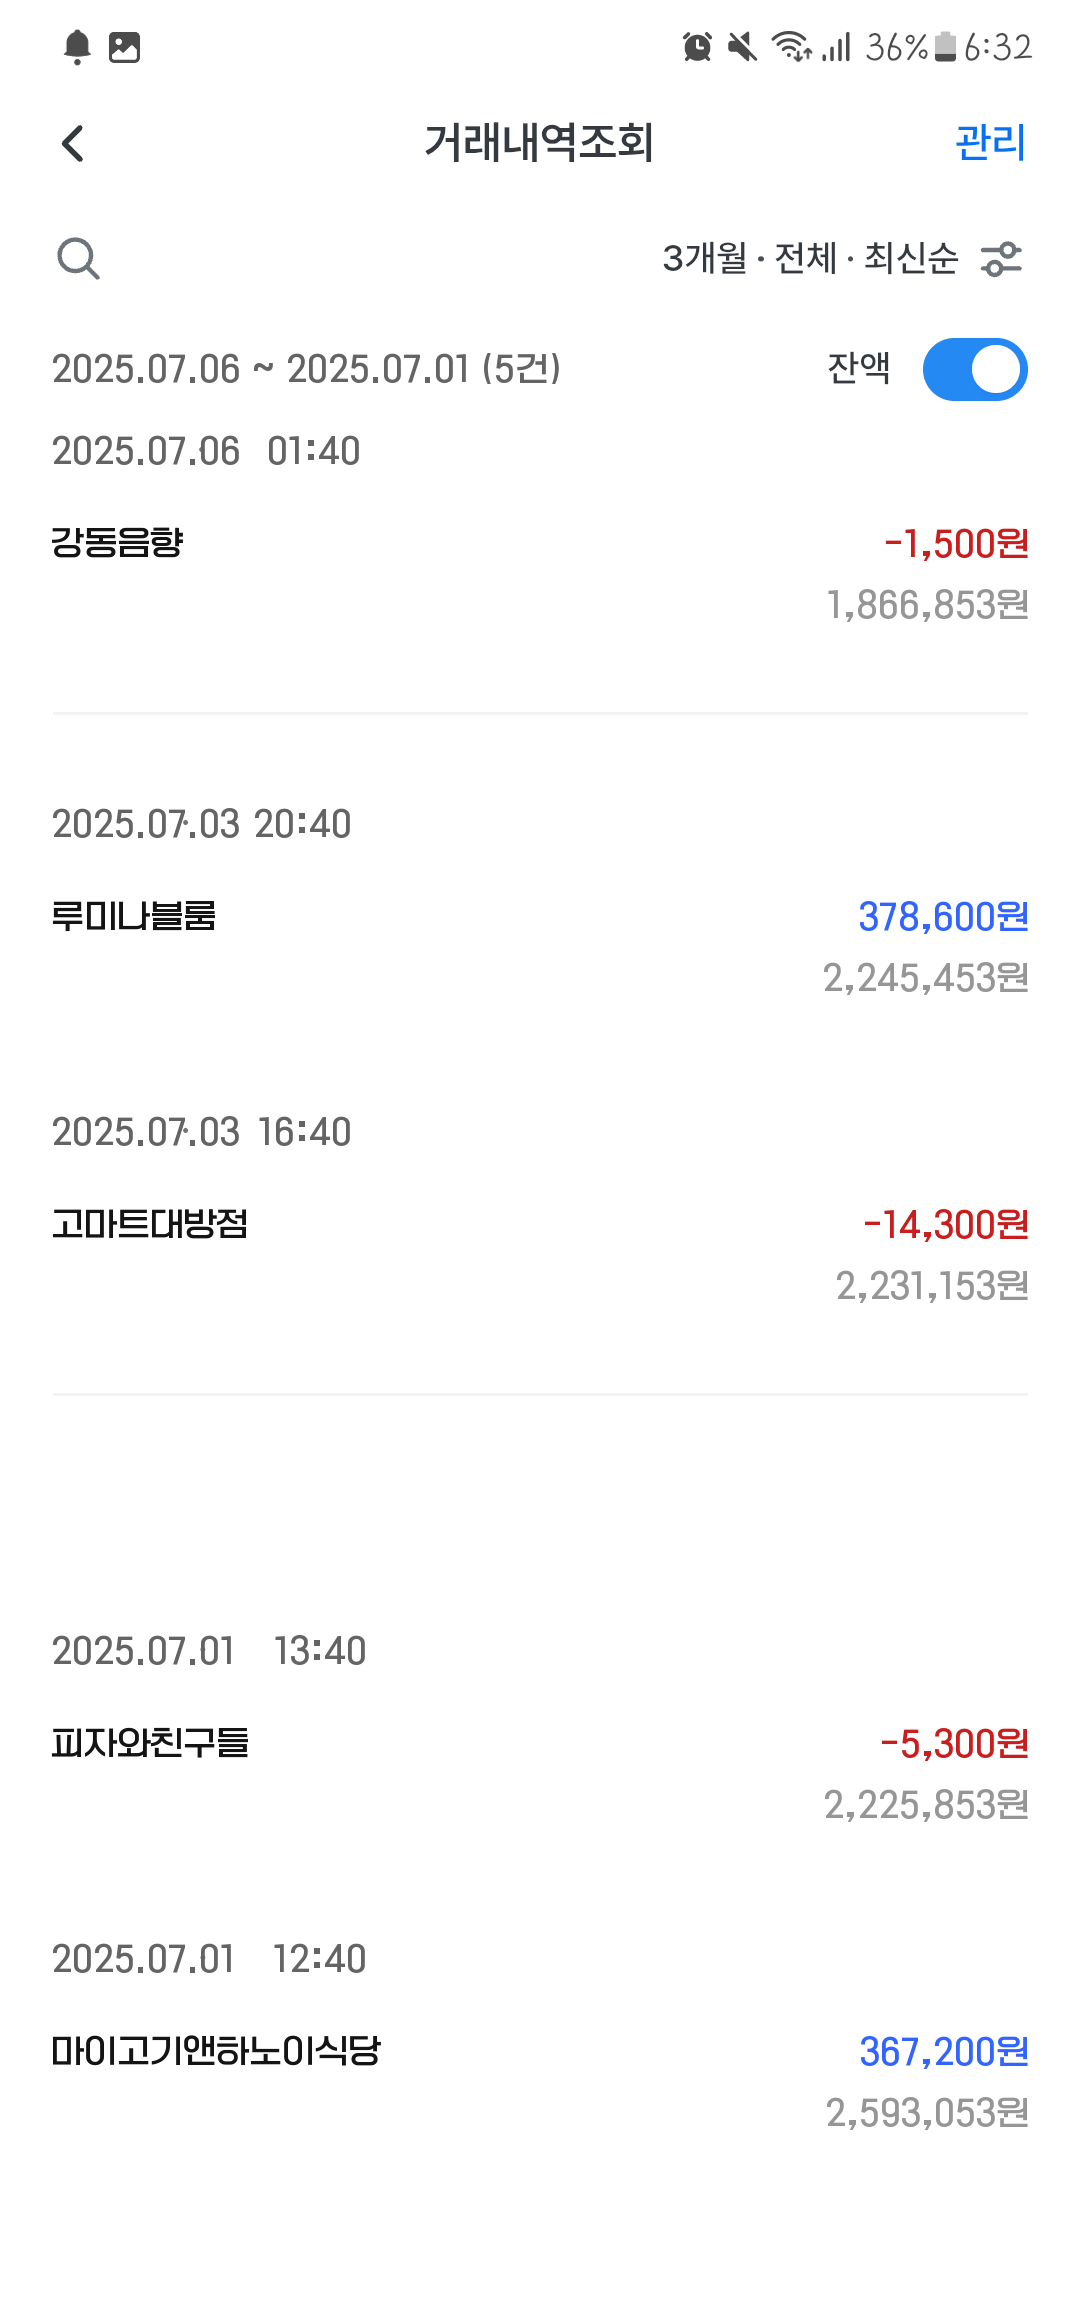 36% 6:32
거래내역조회 관리
3개월 · 전체 · 최신순
2025.07.06 ~ 2025.07.01 (5건) 잔액
2025.07.06 01:40
강동음향 -1,500원
1,866,853원
2025.07.03 20:40
루미나블룸 378,600원
2,245,453원
2025.07.03 16:40
고마트대방점 -14,300원
2,231,153원
2025.07.01 13:40
피자와친구들 -5,300원
2,225,853원
2025.07.01 12:40
마이고기앤하노이식당 367,200원
2,593,053원